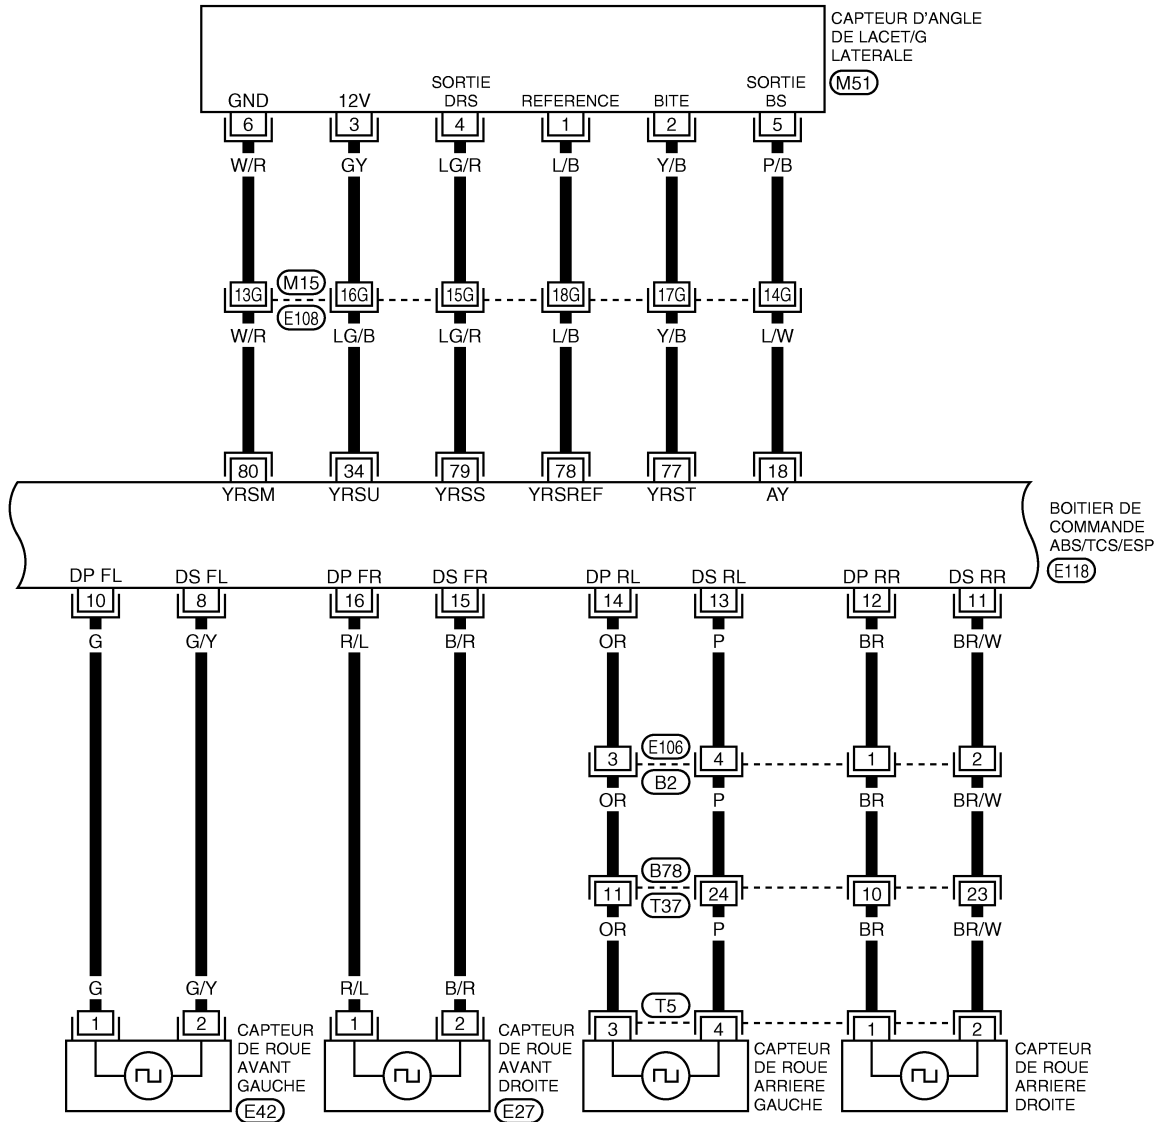 CAPTEUR D'ANGLE
DE LACET/G
LATERALE
M51
SORTIE SORTIE
GND 12V DRS REFERENCE BITE BS
6 3 4 1 2 5
W/R GY LG/R L/B Y/B P/B
M15
13G 16G 15G 18G 17G 14G
E108
W/R LG/B LG/R L/B Y/B L/W
80 34 79 78 77 18
YRSM YRSU YRSS YRSREF YRST AY
BOITIER DE
COMMANDE
ABS/TCS/ESP
E118
DP FL DS FL DP FR DS FR DP RL DS RL DP RR DS RR
10 8 16 15 14 13 12 11
G G/Y R/L B/R OR P BR BR/W
E106
3 4 1 2
B2
OR P BR BR/W
B78
11 24 10 23
T37
OR P BR BR/W
G G/Y R/L B/R
T5
1 2 1 2 3 4 1 2
CAPTEUR
DE ROUE
AVANT
GAUCHE
E42
CAPTEUR
DE ROUE
AVANT
DROITE
E27
CAPTEUR
DE ROUE
ARRIERE
GAUCHE
CAPTEUR
DE ROUE
ARRIERE
DROITE